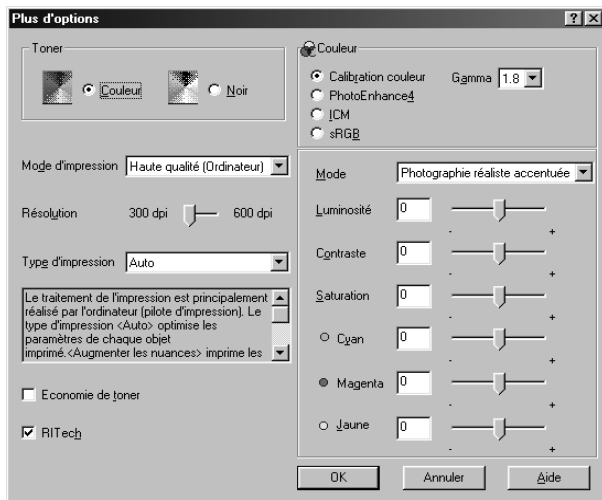 Plus d'options
Toner
Couleur
Noir
Mode d'impression Haute qualité (Ordinateur)
Résolution 300 dpi 600 dpi
Type d'impression Auto
Le traitement de l'impression est principalement
réalisé par l'ordinateur (pilote d'impression). Le
type d'impression <Auto> optimise les
paramètres de chaque objet
imprimé.<Augmenter les nuances> imprime les
Economie de toner
RITech
Couleur
Calibration couleur Gamma 1.8
PhotoEnhance4
ICM
sRGB
Mode Photographie réaliste accentuée
Luminosité 0 - +
Contraste 0 - +
Saturation 0 - +
Cyan 0 - +
Magenta 0 - +
Jaune 0 - +
OK Annuler Aide